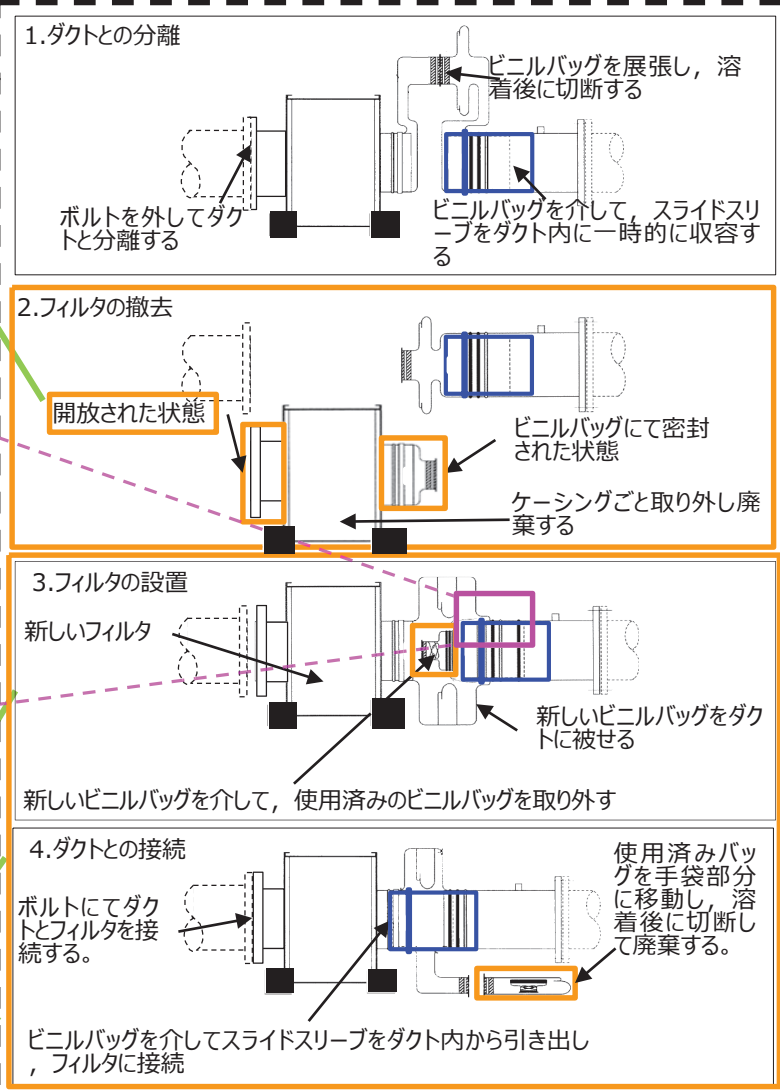 1.ダクトとの分離
ビニルバッグを展張し，溶
着後に切断する
ボルトを外してダク
トと分離する
ビニルバッグを介して，スライドスリ
ーブをダクト内に一時的に収容す
る
2.フィルタの撤去
開放された状態
ビニルバッグにて密封
された状態
ケーシングごと取り外し廃
棄する
3.フィルタの設置
新しいフィルタ
新しいビニルバッグをダク
トに被せる
新しいビニルバッグを介して，使用済みのビニルバッグを取り外す
4.ダクトとの接続
使用済みバッ
グを手袋部分
に移動し，溶
着後に切断し
て廃棄する。
ボルトにてダク
トとフィルタを接
続する。
ビニルバッグを介してスライドスリーブをダクト内から引き出し
，フィルタに接続